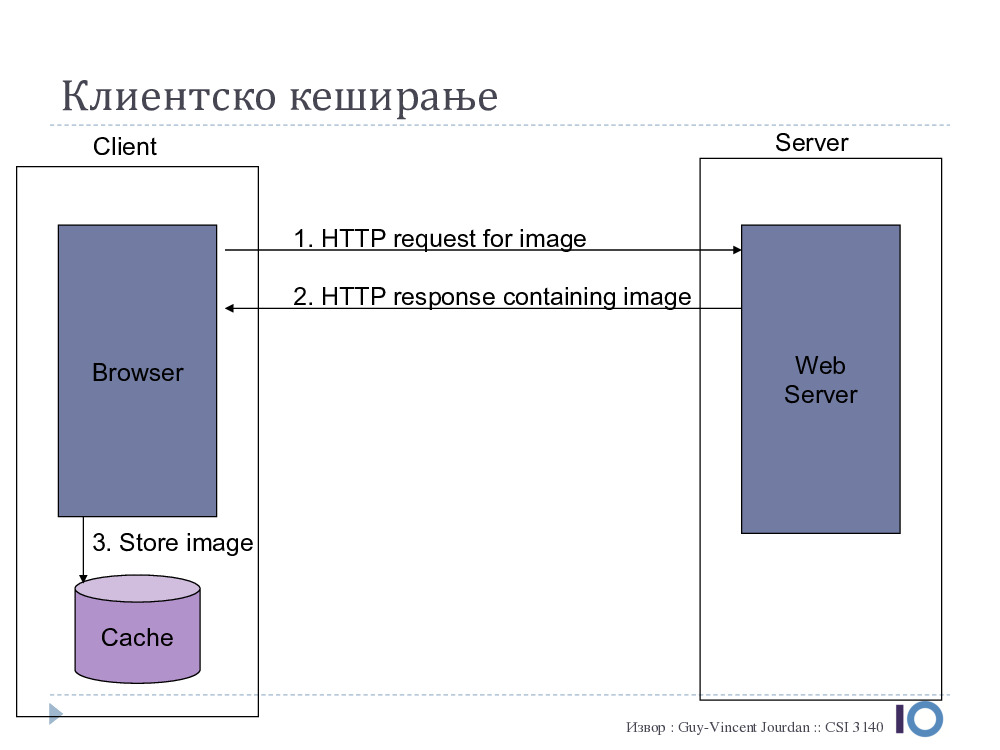 Клиентско кеширање
Client
Server
1. HTTP request for image
2. HTTP response containing image
Browser
Web
Server
3. Store image
Cache
Извор : Guy-Vincent Jourdan :: CSI 3140